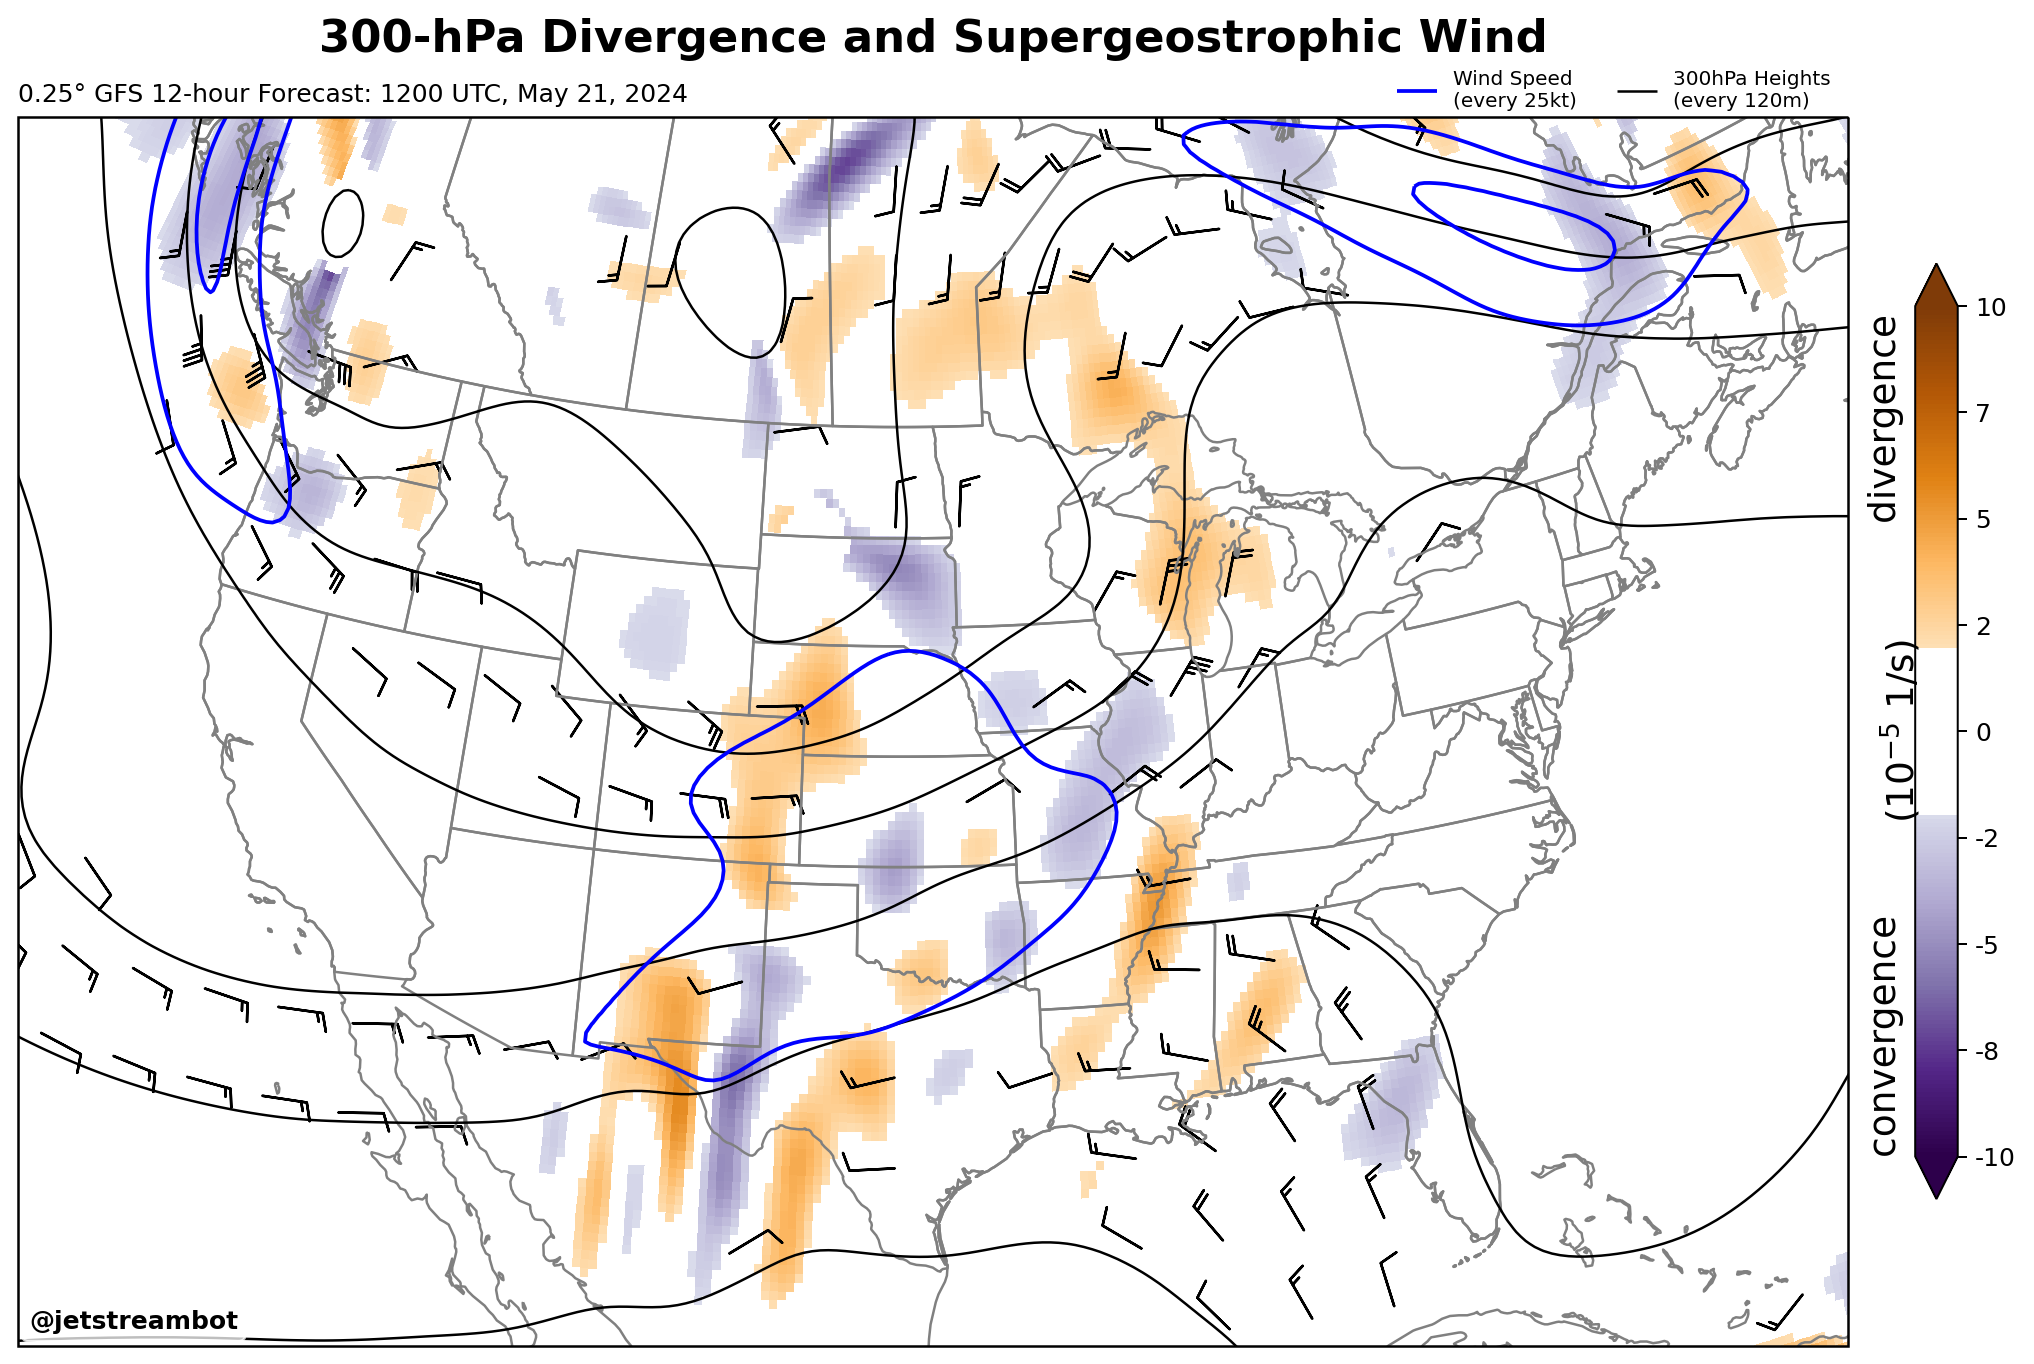 300-hPa Divergence and Supergeostrophic Wind
0.25° GFS 12-hour Forecast: 1200 UTC, May 21, 2024
Wind Speed
(every 25kt)
300hPa Heights
(every 120m)
10
7
5
4
2
0
-2
-4
-5
-8
-10
convergence
(10⁻⁵ 1/s)
divergence
@jetstreambot